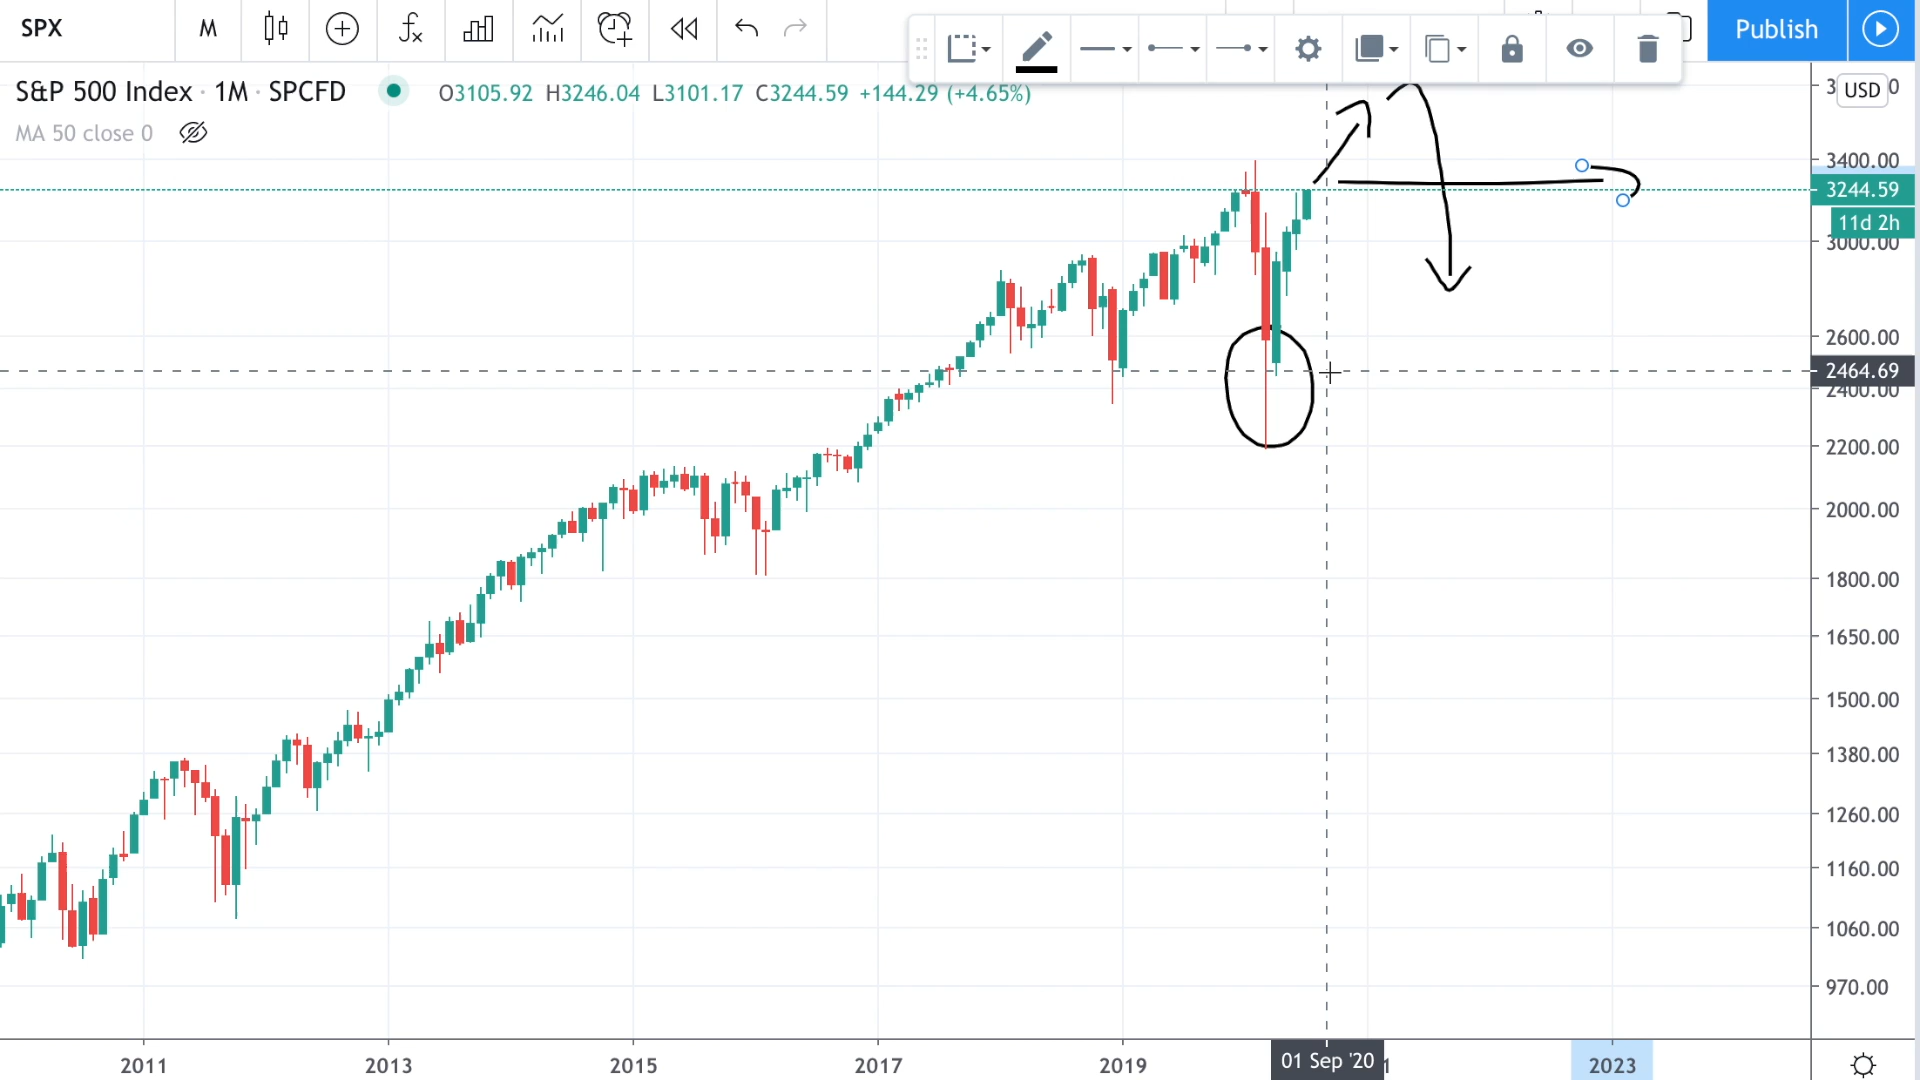 SPX M Publish
S&P 500 Index · 1M · SPCFD O3105.92 H3246.04 L3101.17 C3244.59 +144.29 (+4.65%)
MA 50 close 0
USD
3400.00
3244.59
11d 2h
3000.00
2600.00
2464.69
2400.00
2200.00
2000.00
1800.00
1650.00
1500.00
1380.00
1260.00
1160.00
1060.00
970.00
2011 2013 2015 2017 2019 01 Sep '20 2023